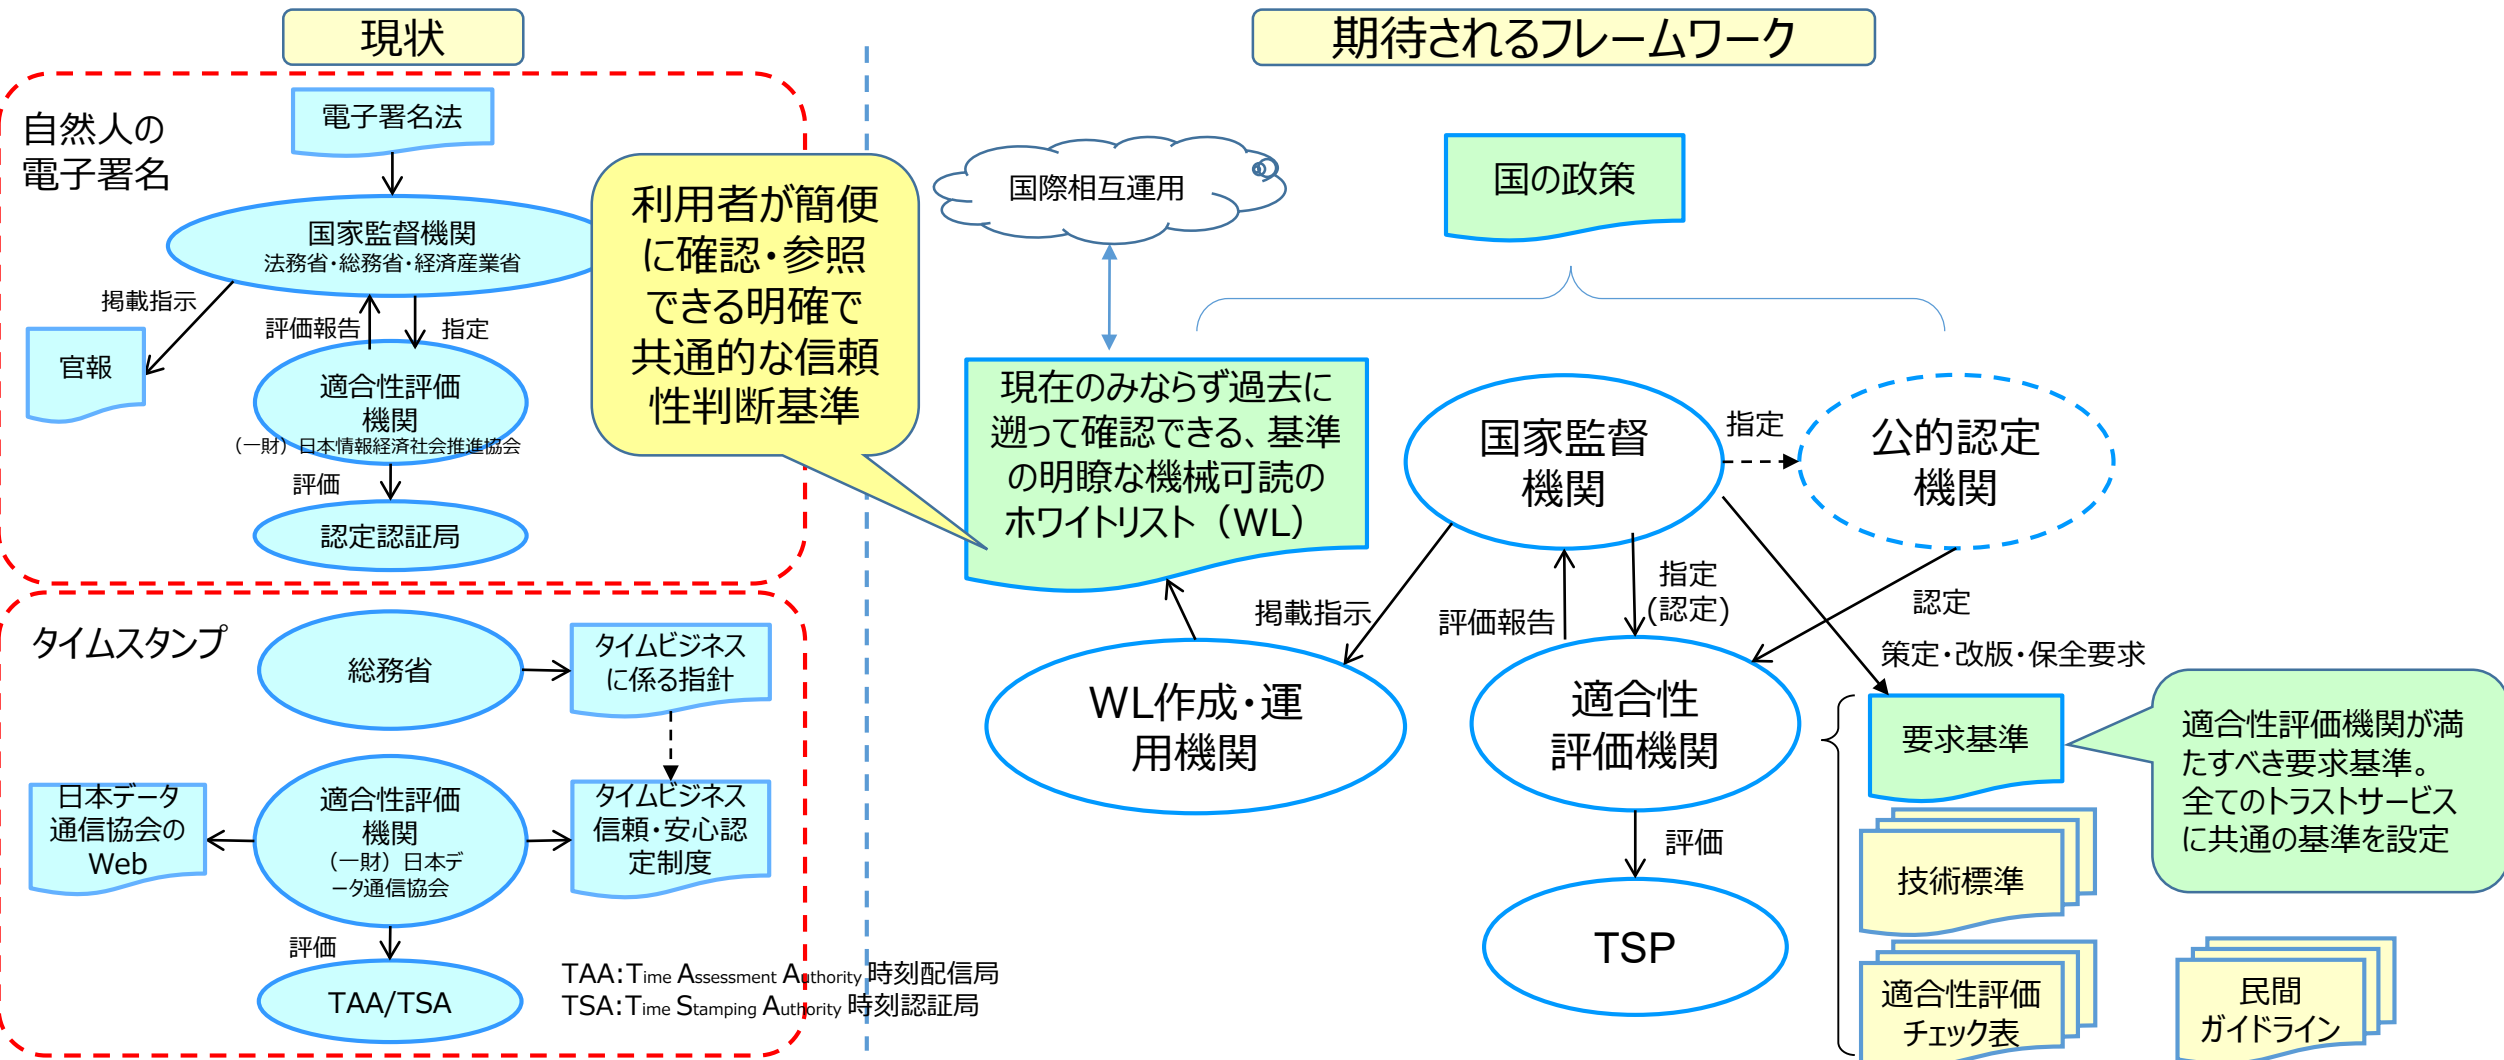 現状
期待されるフレームワーク
自然人の
電子署名
電子署名法
国家監督機関
法務省・総務省・経済産業省
掲載指示
官報
評価報告
指定
適合性評価
機関
（一財）日本情報経済社会推進協会
評価
認定認証局
利用者が簡便
に確認・参照
できる明確で
共通的な信頼
性判断基準
タイムスタンプ
総務省
タイムビジネス
に係る指針
日本データ
通信協会の
Web
適合性評価
機関
（一財）日本デ
ータ通信協会
タイムビジネス
信頼・安心認
定制度
評価
TAA/TSA
TAA:Time Assessment Authority 時刻配信局
TSA:Time Stamping Authority 時刻認証局
国際相互運用
国の政策
現在のみならず過去に
遡って確認できる、基準
の明瞭な機械可読の
ホワイトリスト（WL）
国家監督
機関
指定
公的認定
機関
掲載指示
評価報告
指定
(認定)
認定
策定・改版・保全要求
WL作成・運
用機関
適合性
評価機関
評価
TSP
要求基準
技術標準
適合性評価
チェック表
適合性評価機関が満
たすべき要求基準。
全てのトラストサービス
に共通の基準を設定
民間
ガイドライン